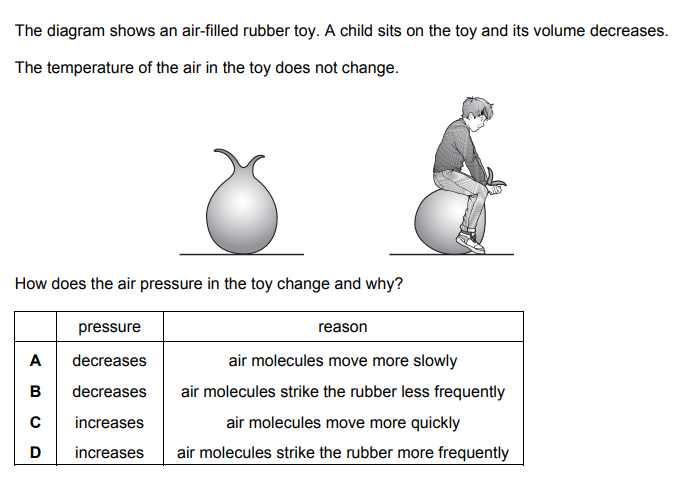 The diagram shows an air-filled rubber toy. A child sits on the toy and its volume decreases.
The temperature of the air in the toy does not change.
How does the air pressure in the toy change and why?
pressure reason
A decreases air molecules move more slowly
B decreases air molecules strike the rubber less frequently
C increases air molecules move more quickly
D increases air molecules strike the rubber more frequently